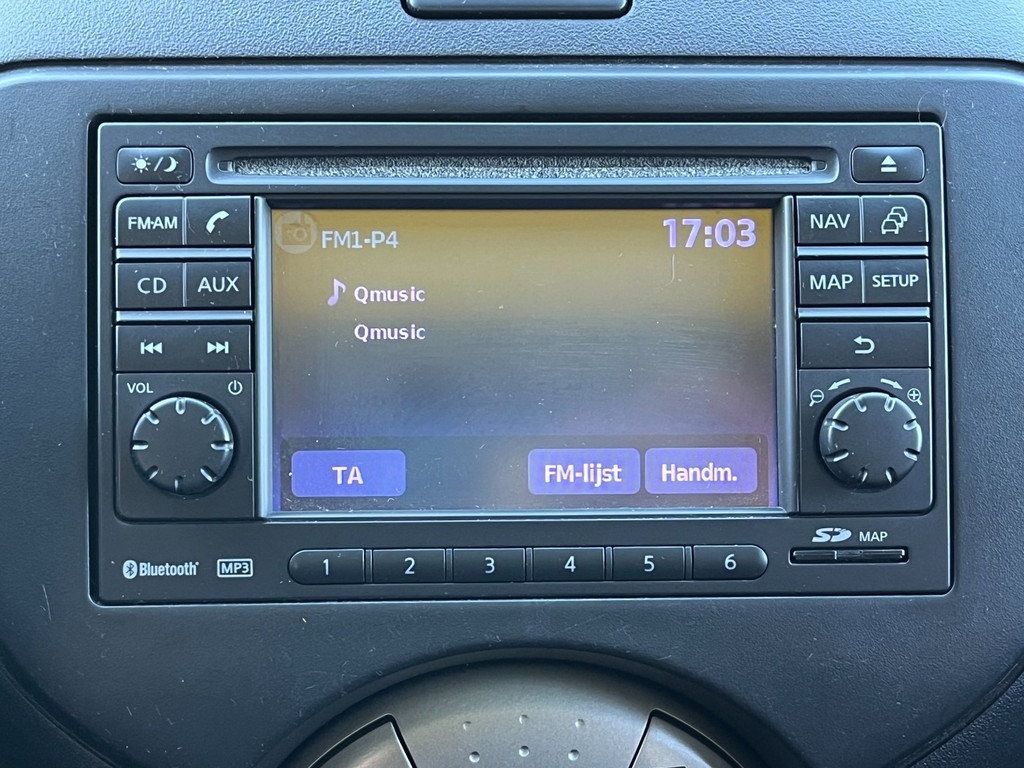 FM·AM
CD AUX
VOL
FM1-P4 17:03
Qmusic
Qmusic
TA FM-lijst Handm.
NAV
MAP SETUP
SD MAP
Bluetooth MP3 1 2 3 4 5 6